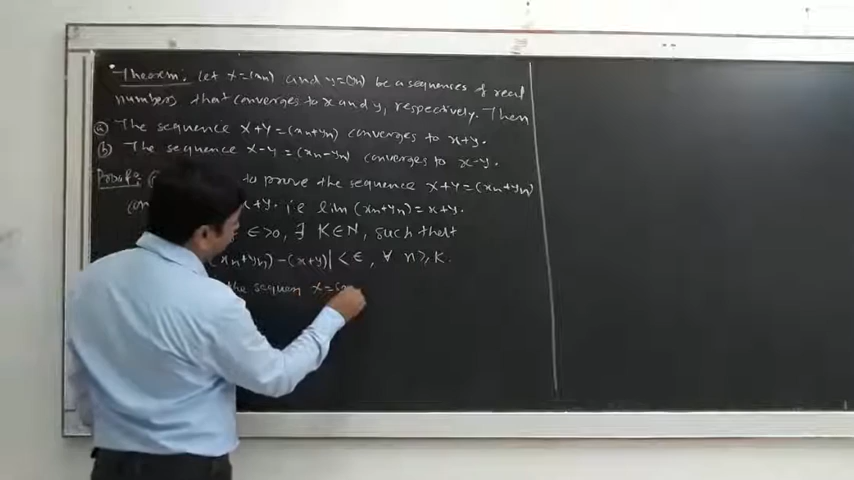 Theorem: Let X=(xn) and Y=(yn) be a sequences of real
numbers that converges to x and y, respectively. Then
(a) The sequence X+Y=(xn+yn) converges to x+y.
(b) The sequence X-Y=(xn-yn) converges to x-y.
Proof: to prove the sequence X+Y=(xn+yn)
x+y. i.e lim(xn+yn)=x+y.
∈>0, ∃ K∈N, such that
(xn+yn)-(x+y)|<∈, ∀ n≥K.
the sequen X=(xn